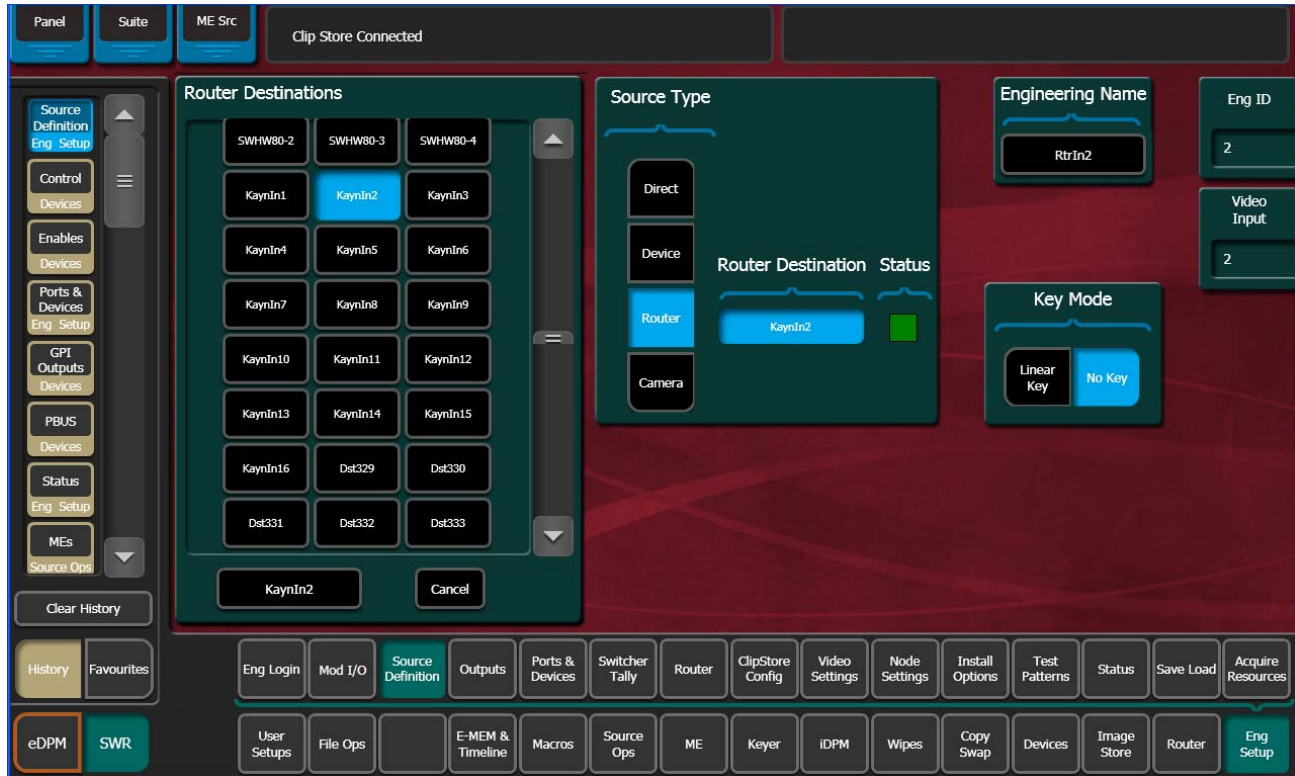 Panel
Suite
ME Src
Clip Store Connected
Source
Definition
Eng Setup
Control
Devices
Enables
Devices
Ports &
Devices
Eng Setup
GPI
Outputs
Devices
PBUS
Devices
Status
Eng Setup
MEs
Source Ops
Clear History
History
Favourites
eDPM
SWR
Router Destinations
SWHW80-2
SWHW80-3
SWHW80-4
KaynIn1
KaynIn2
KaynIn3
KaynIn4
KaynIn5
KaynIn6
KaynIn7
KaynIn8
KaynIn9
KaynIn10
KaynIn11
KaynIn12
KaynIn13
KaynIn14
KaynIn15
KaynIn16
Dst329
Dst330
Dst331
Dst332
Dst333
KaynIn2
Cancel
Source Type
Direct
Device
Router
Camera
Router Destination
KaynIn2
Status
Engineering Name
RtrIn2
Eng ID
2
Video
Input
2
Key Mode
Linear
Key
No Key
Eng Login
Mod I/O
Source
Definition
Outputs
Ports &
Devices
Switcher
Tally
Router
ClipStore
Config
Video
Settings
Node
Settings
Install
Options
Test
Patterns
Status
Save Load
Acquire
Resources
User
Setups
File Ops
E-MEM &
Timeline
Macros
Source
Ops
ME
Keyer
iDPM
Wipes
Copy
Swap
Devices
Image
Store
Router
Eng
Setup